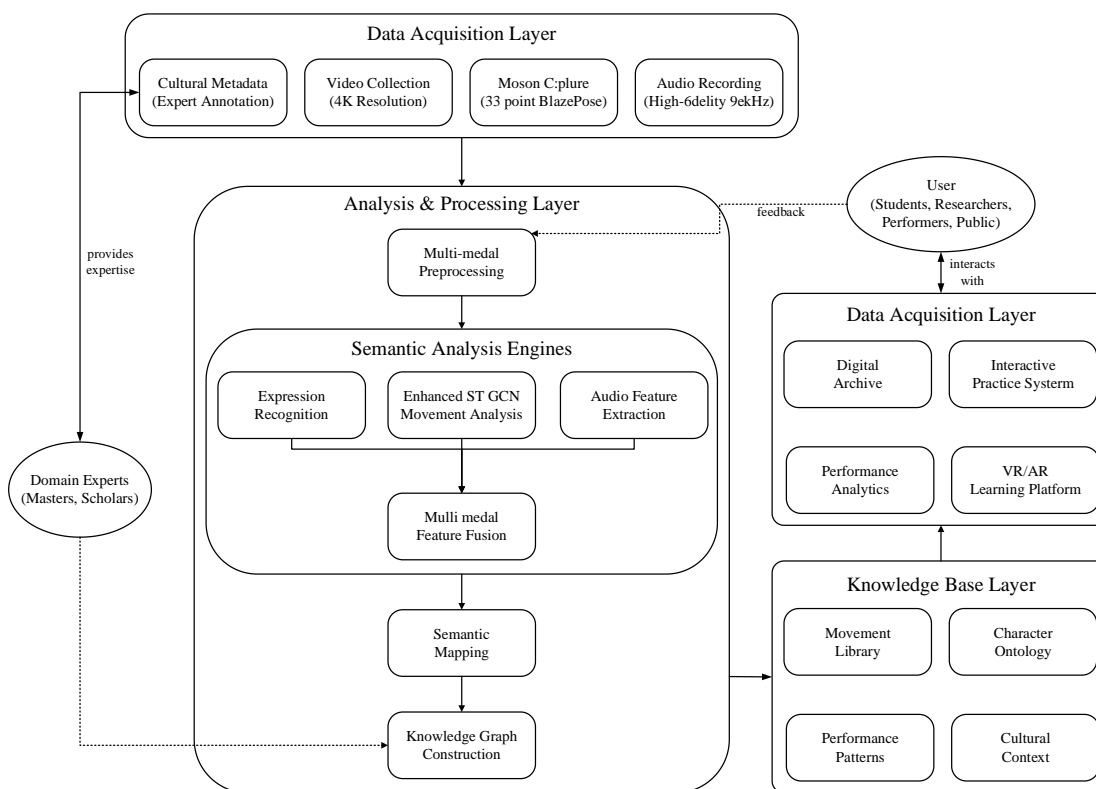 Data Acquisition Layer
Cultural Metadata
(Expert Annotation)
Video Collection
(4K Resolution)
Moson C:plure
(33 point BlazePose)
Audio Recording
(High-6delity 9ekHz)
Analysis & Processing Layer
Multi-medal
Preprocessing
Semantic Analysis Engines
Expression
Recognition
Enhanced ST GCN
Movement Analysis
Audio Feature
Extraction
Mulli medal
Feature Fusion
Semantic
Mapping
Knowledge Graph
Construction
provides
expertise
Domain Experts
(Masters, Scholars)
feedback
User
(Students, Researchers,
Performers, Public)
interacts
with
Data Acquisition Layer
Digital
Archive
Interactive
Practice Systerm
Performance
Analytics
VR/AR
Learning Platform
Knowledge Base Layer
Movement
Library
Character
Ontology
Performance
Patterns
Cultural
Context